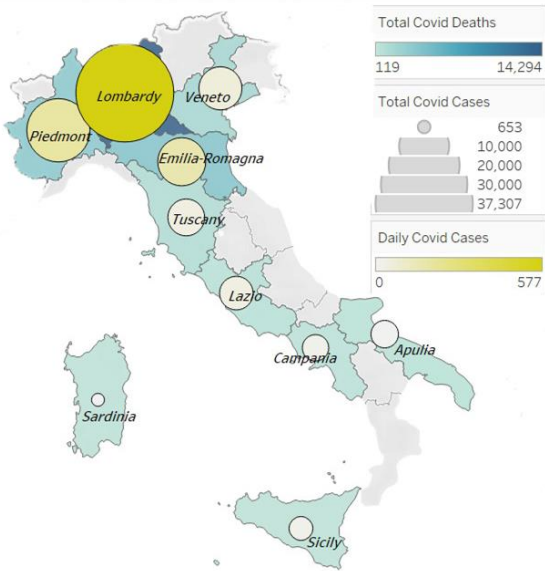 Total Covid Deaths
119 14,294
Total Covid Cases
653
10,000
20,000
30,000
37,307
Daily Covid Cases
0 577
Lombardy
Veneto
Piedmont
Emilia-Romagna
Tuscany
Lazio
Campania
Apulia
Sardinia
Sicily